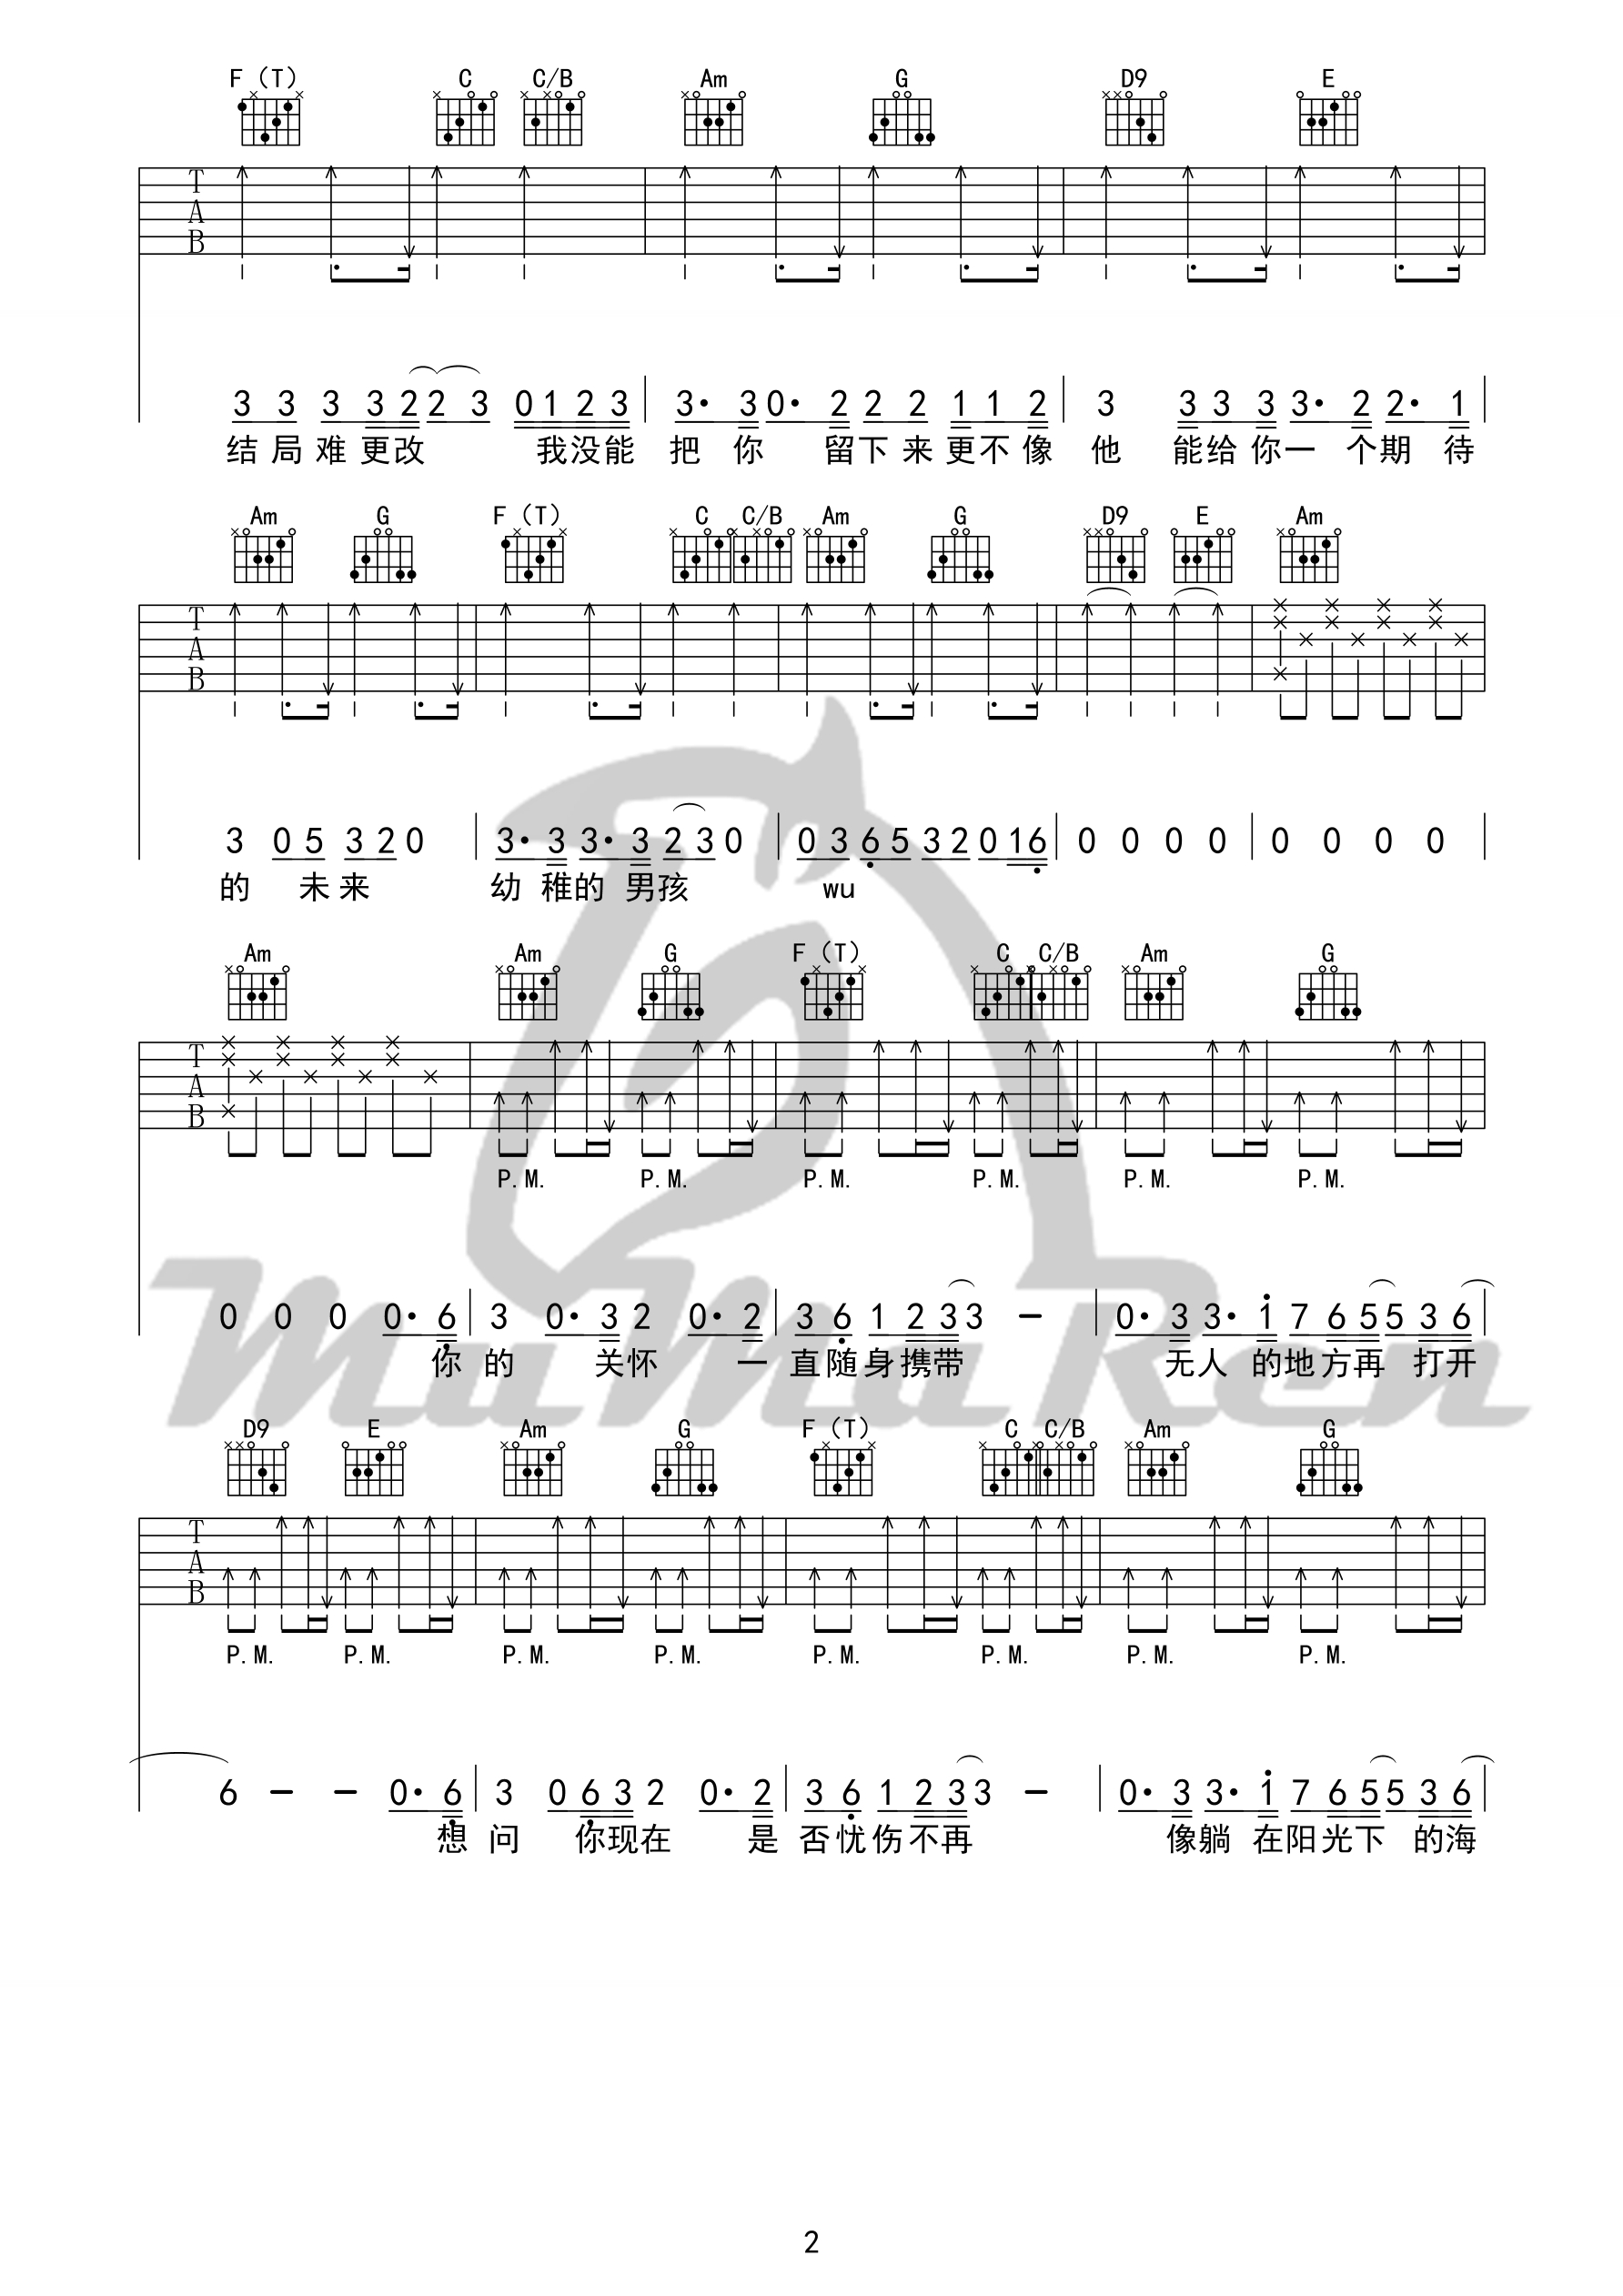 F (T) C C/B Am G D9 E
T
A
B
3 3 3 3 2 2 3 0 1 2 3 3· 3 0· 2 2 2 1 1 2 3 3 3 3 3· 2 2· 1
结局难更改 我没能 把你 留下来更不像 他 能给你一 个期 待
Am G F (T) C C/B Am G D9 E Am
T
A
B
3 0 5 3 2 0 3· 3 3· 3 2 3 0 0 3 6 5 3 2 0 1 6 0 0 0 0 0 0 0 0
的 未来 幼 稚的 男孩 wu
Am Am G F (T) C C/B Am G
T
A
B
P.M. P.M. P.M. P.M. P.M. P.M.
0 0 0 0· 6 3 0· 3 2 0· 2 3 6 1 2 3 3 – 0· 3 3· 1 7 6 5 5 3 6
你 的 关怀 一 直随身携带 无人 的地方再 打开
MuMaRen
D9 E Am G F (T) C C/B Am G
T
A
B
P.M. P.M. P.M. P.M. P.M. P.M. P.M. P.M.
6 – – 0· 6 3 0 6 3 2 0· 2 3 6 1 2 3 3 – 0· 3 3· 1 7 6 5 5 3 6
想 问 你现在 是 否忧伤不再 像躺 在阳光下 的海
2